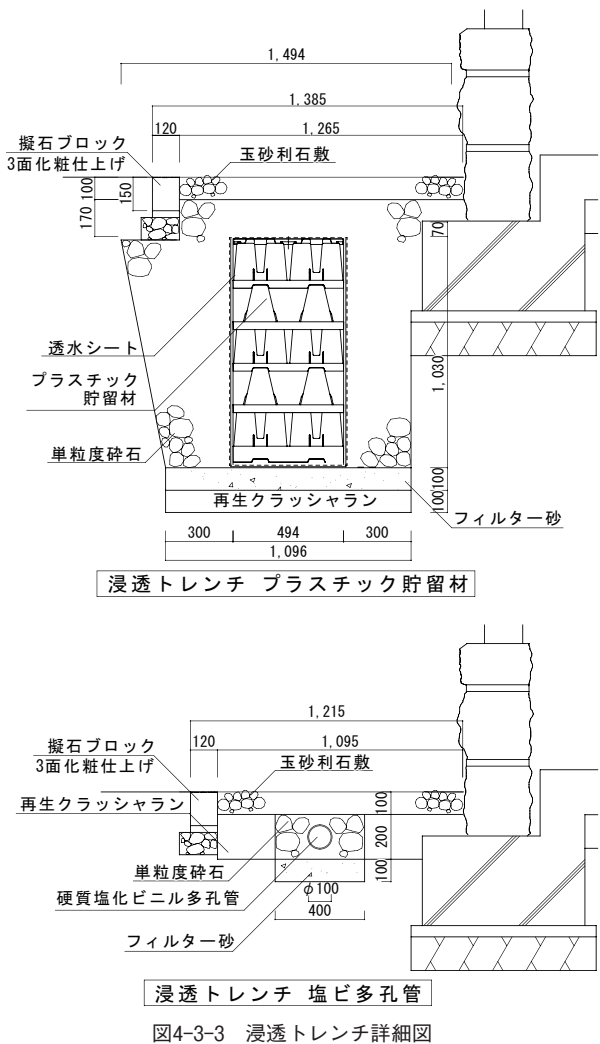 1,494
1,385
120
1,265
擬石ブロック
3面化粧仕上げ
玉砂利石敷
100
150
170
70
透水シート
1,030
プラスチック
貯留材
単粒度砕石
100
再生クラッシャラン
100
フィルター砂
300
494
300
1,096
浸透トレンチ プラスチック貯留材
1,215
120
1,095
擬石ブロック
3面化粧仕上げ
玉砂利石敷
再生クラッシャラン
100
200
単粒度砕石
100
硬質塩化ビニル多孔管
φ100
400
フィルター砂
浸透トレンチ 塩ビ多孔管
図4-3-3 浸透トレンチ詳細図